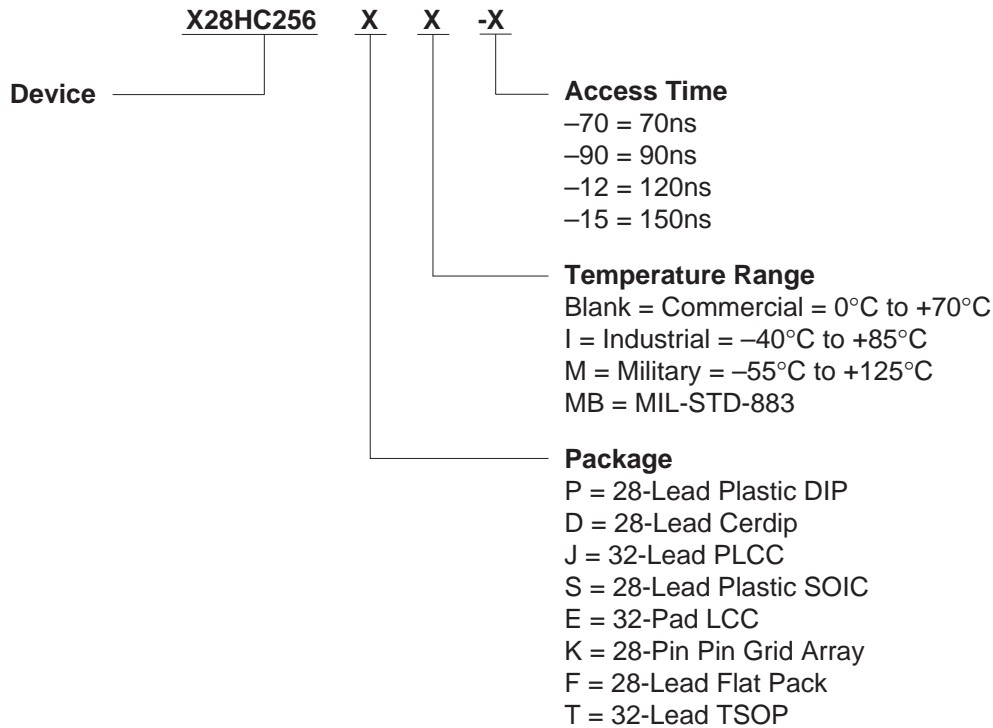 X28HC256 X X -X
Device
Access Time
–70 = 70ns
–90 = 90ns
–12 = 120ns
–15 = 150ns
Temperature Range
Blank = Commercial = 0°C to +70°C
I = Industrial = –40°C to +85°C
M = Military = –55°C to +125°C
MB = MIL-STD-883
Package
P = 28-Lead Plastic DIP
D = 28-Lead Cerdip
J = 32-Lead PLCC
S = 28-Lead Plastic SOIC
E = 32-Pad LCC
K = 28-Pin Pin Grid Array
F = 28-Lead Flat Pack
T = 32-Lead TSOP